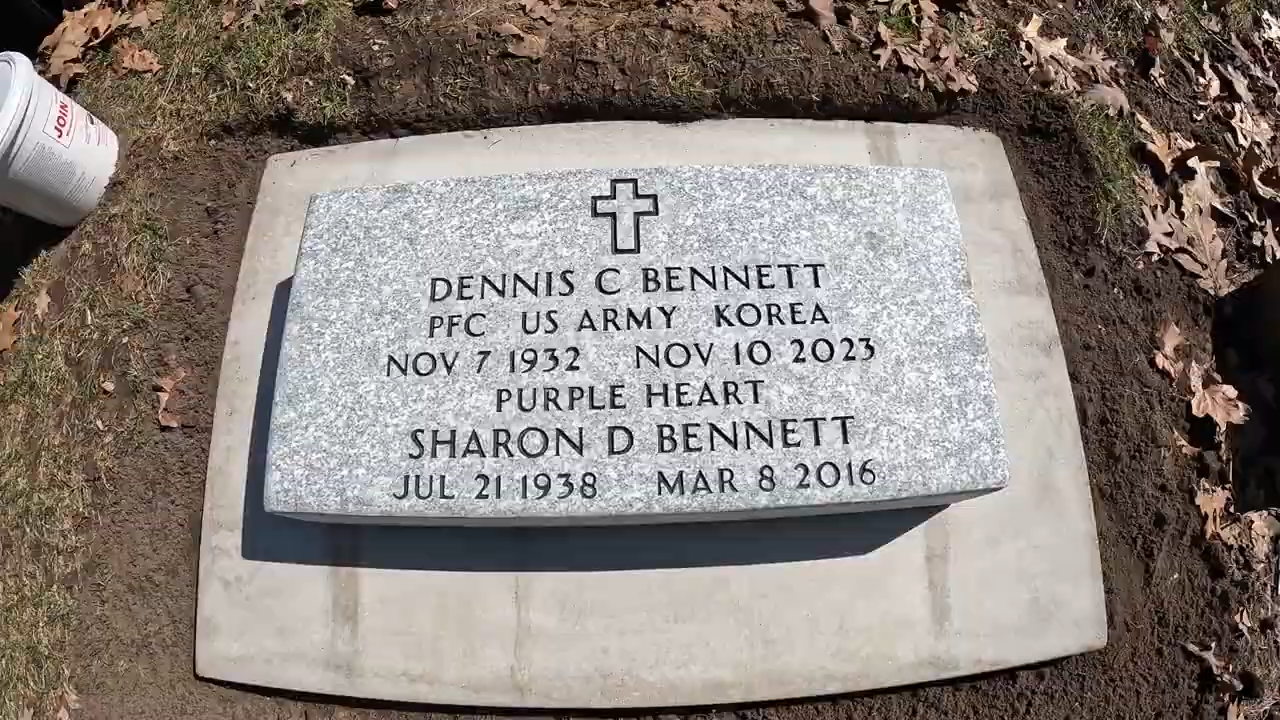 JOIN
DENNIS C BENNETT
PFC US ARMY KOREA
NOV 7 1932 NOV 10 2023
PURPLE HEART
SHARON D BENNETT
JUL 21 1938 MAR 8 2016